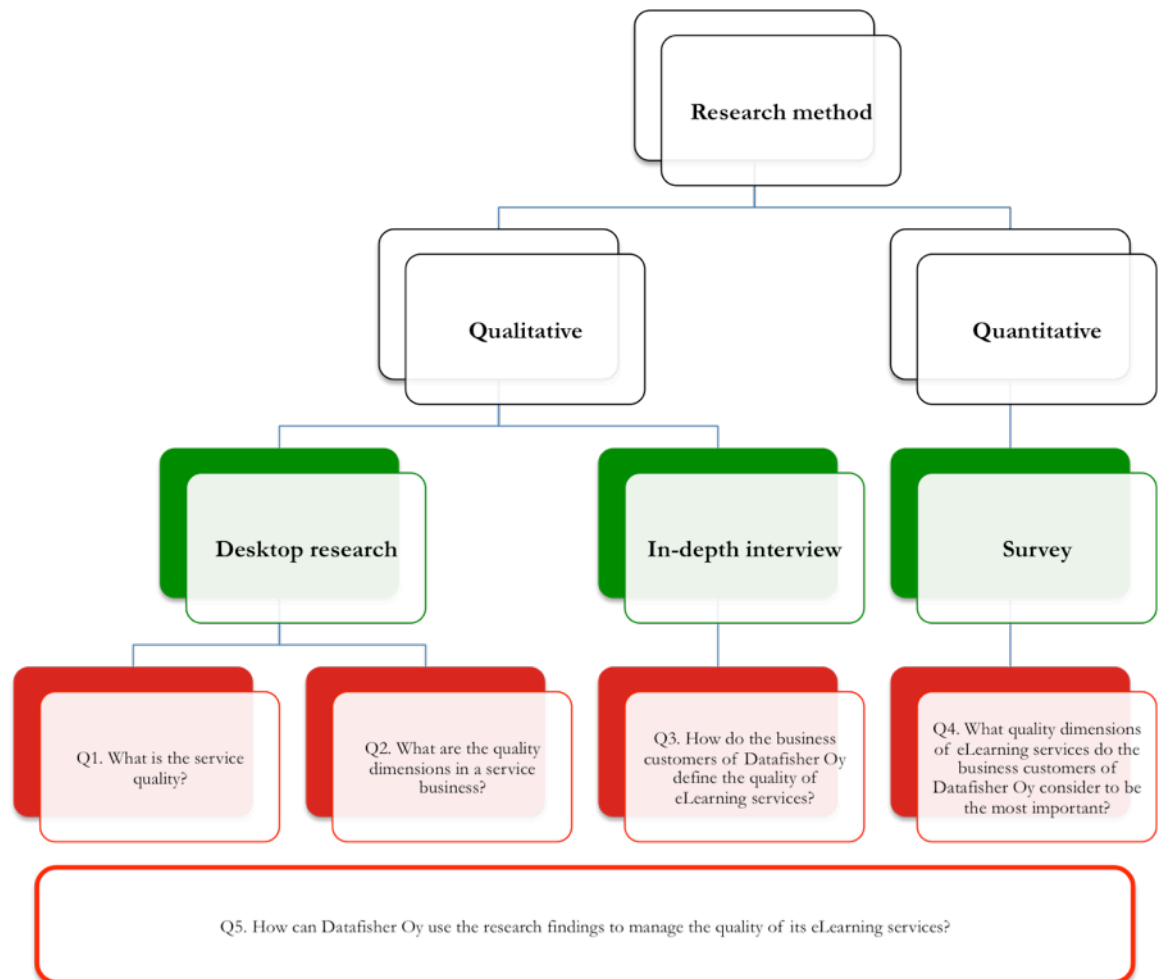 Research method
Qualitative
Quantitative
Desktop research
In-depth interview
Survey
Q1. What is the service
quality?
Q2. What are the quality
dimensions in a service
business?
Q3. How do the business
customers of Datafisher Oy
define the quality of
eLearning services?
Q4. What quality dimensions
of eLearning services do the
business customers of
Datafisher Oy consider to be
the most important?
Q5. How can Datafisher Oy use the research findings to manage the quality of its eLearning services?